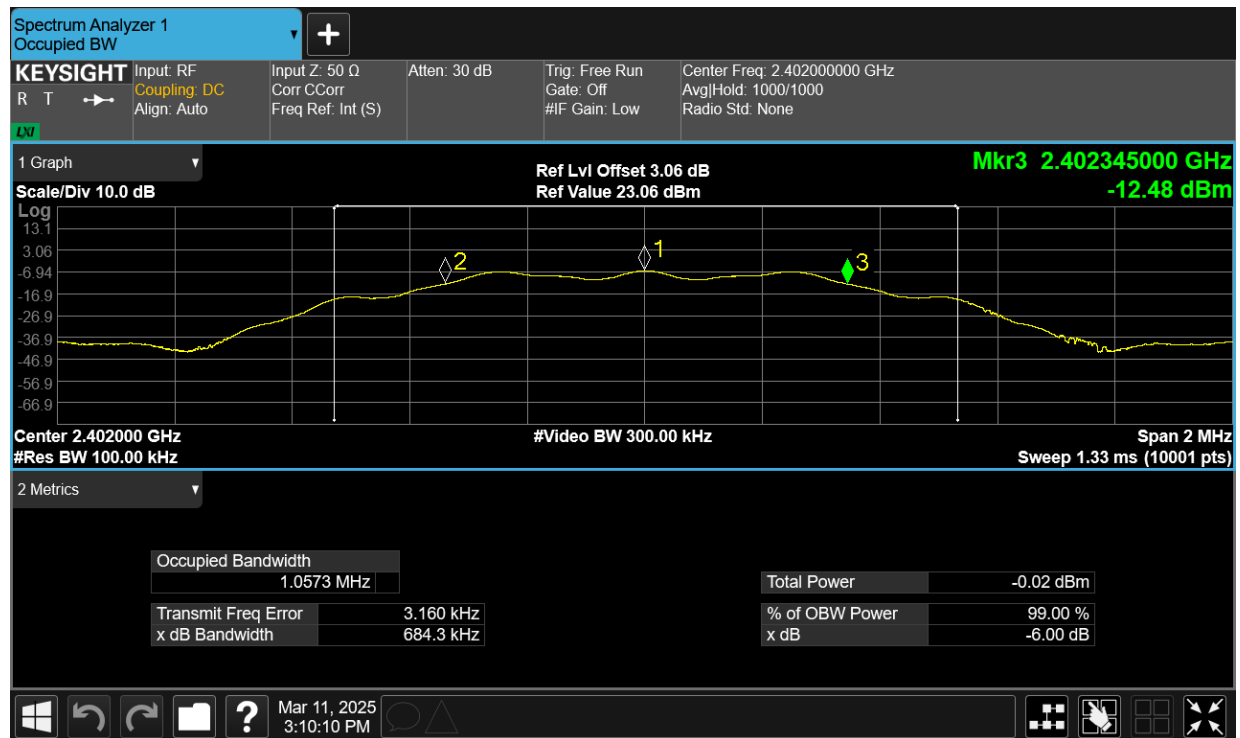 Spectrum Analyzer 1
Occupied BW
▼
+
KEYSIGHT
R T
LXI
Input: RF
Coupling: DC
Align: Auto
Input Z: 50 Ω
Corr CCorr
Freq Ref: Int (S)
Atten: 30 dB
Trig: Free Run
Gate: Off
#IF Gain: Low
Center Freq: 2.402000000 GHz
Avg|Hold: 1000/1000
Radio Std: None
1 Graph ▼
Scale/Div 10.0 dB
Ref Lvl Offset 3.06 dB
Ref Value 23.06 dBm
Mkr3 2.402345000 GHz
-12.48 dBm
Log
13.1
3.06
-6.94
-16.9
-26.9
-36.9
-46.9
-56.9
-66.9
2
1
3
Center 2.402000 GHz
#Video BW 300.00 kHz
Span 2 MHz
#Res BW 100.00 kHz
Sweep 1.33 ms (10001 pts)
2 Metrics ▼
Occupied Bandwidth
1.0573 MHz
Transmit Freq Error 3.160 kHz
x dB Bandwidth 684.3 kHz
Total Power -0.02 dBm
% of OBW Power 99.00 %
x dB -6.00 dB
?
Mar 11, 2025
3:10:10 PM